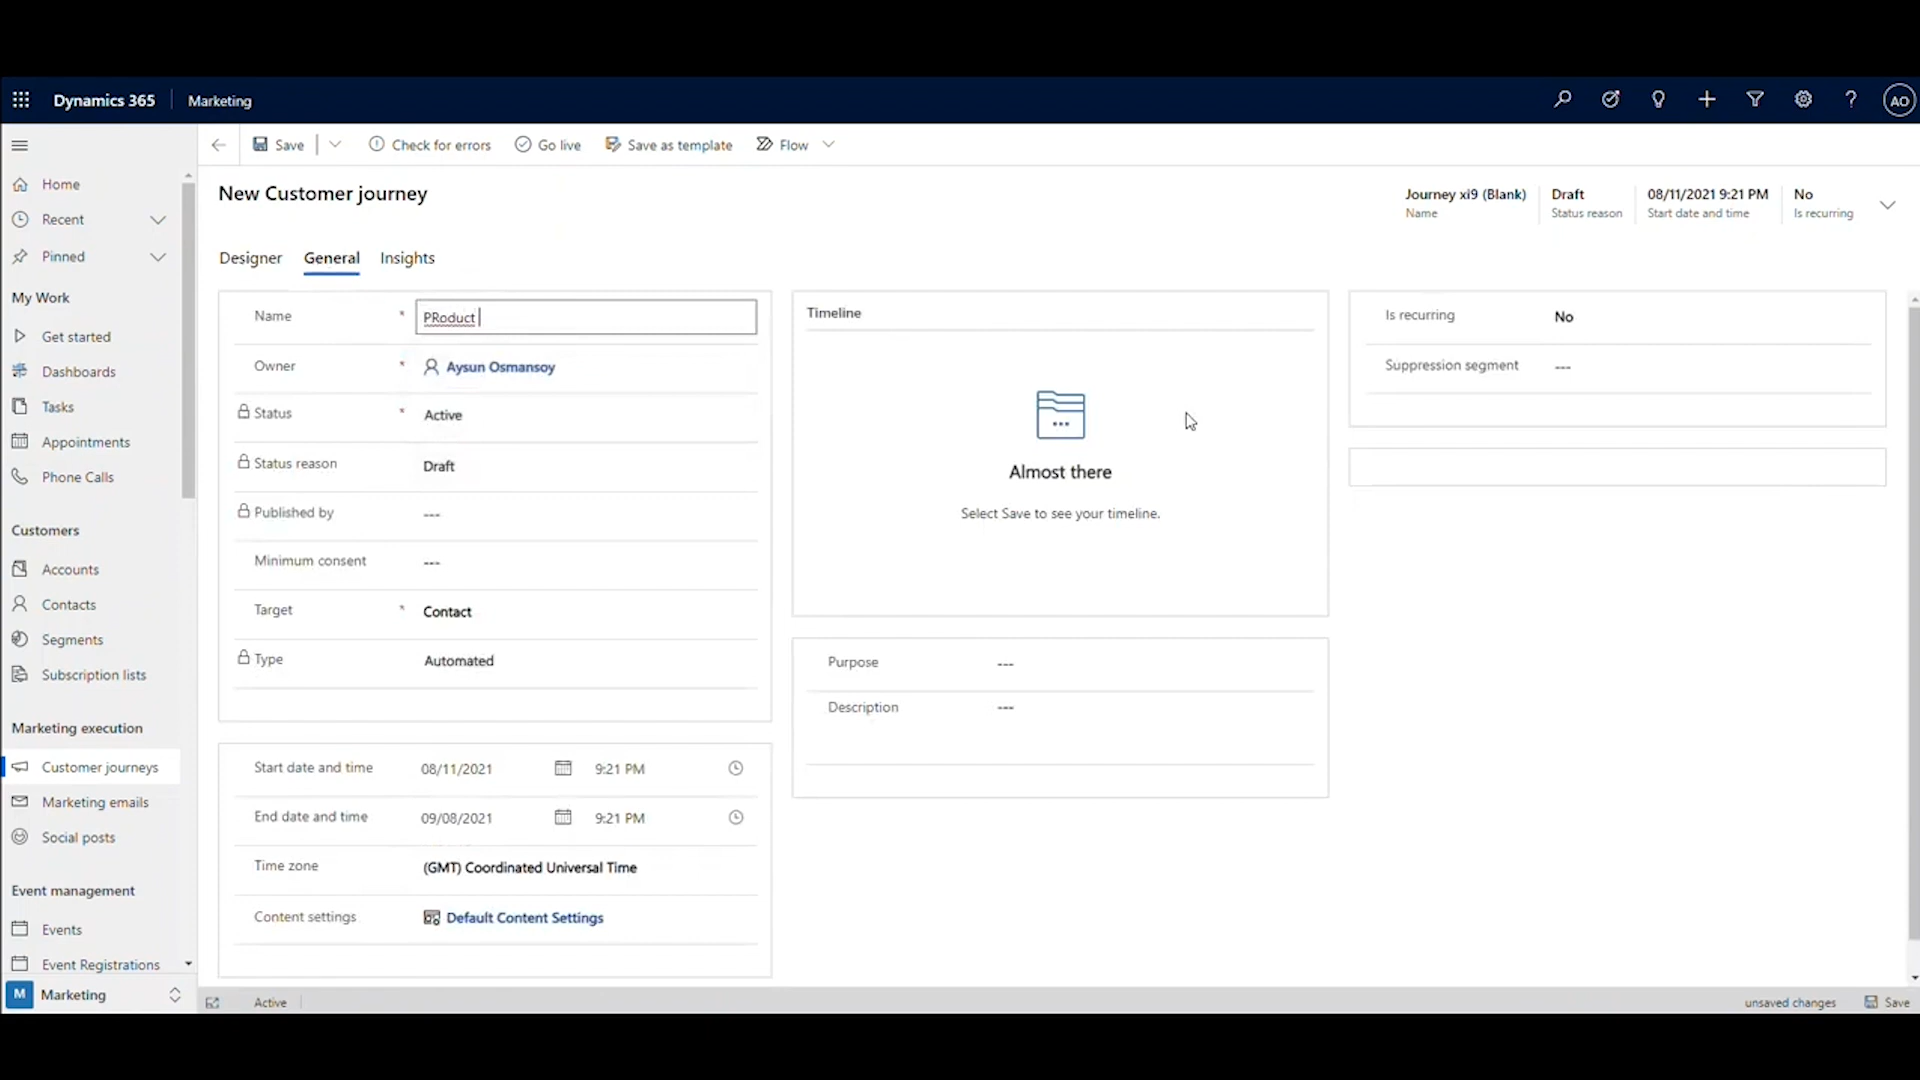 Dynamics 365 Marketing AO
Save Check for errors Go live Save as template Flow
New Customer journey
Journey xi9 (Blank) Draft 08/11/2021 9:21 PM No
Name Status reason Start date and time Is recurring
Designer General Insights
Home
Recent
Pinned
My Work
Get started
Dashboards
Tasks
Appointments
Phone Calls
Customers
Accounts
Contacts
Segments
Subscription lists
Marketing execution
Customer journeys
Marketing emails
Social posts
Event management
Events
Event Registrations
M Marketing
Name * PRoduct
Owner * Aysun Osmansoy
Status * Active
Status reason Draft
Published by ---
Minimum consent ---
Target * Contact
Type Automated
Start date and time 08/11/2021 9:21 PM
End date and time 09/08/2021 9:21 PM
Time zone (GMT) Coordinated Universal Time
Content settings Default Content Settings
Timeline
Almost there
Select Save to see your timeline.
Purpose ---
Description ---
Is recurring No
Suppression segment ---
Active unsaved changes Save